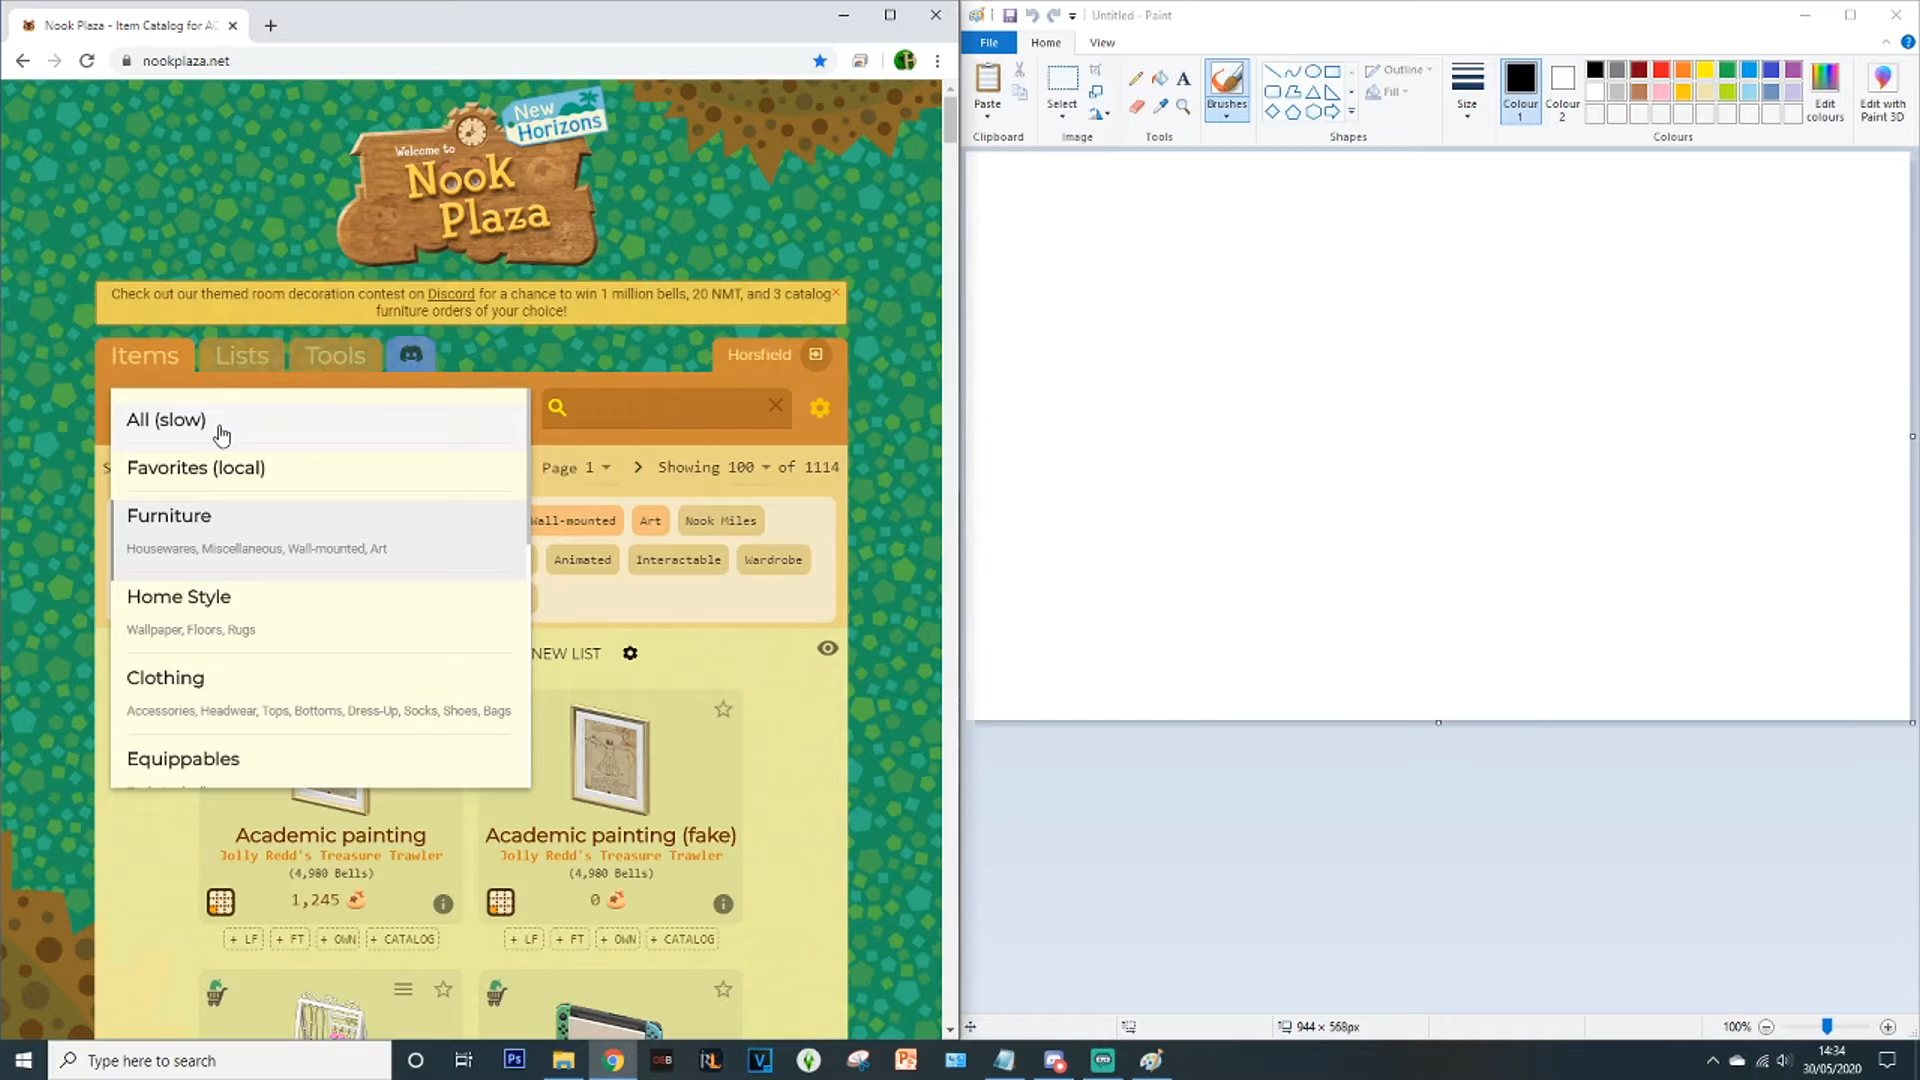 Nook Plaza - Item Catalog for AC
nookplaza.net
New
Horizons
Welcome to
Nook
Plaza
Check out our themed room decoration contest on Discord for a chance to win 1 million bells, 20 NMT, and 3 catalog
furniture orders of your choice!
Items
Lists
Tools
Horsfield
All (slow)
Favorites (local)
Furniture
Housewares, Miscellaneous, Wall-mounted, Art
Home Style
Wallpaper, Floors, Rugs
Clothing
Accessories, Headwear, Tops, Bottoms, Dress-Up, Socks, Shoes, Bags
Equippables
Page 1
Showing 100 of 1114
Wall-mounted
Art
Nook Miles
Animated
Interactable
Wardrobe
NEW LIST
Academic painting
Jolly Redd's Treasure Trawler
(4,980 Bells)
1,245
+ LF
+ FT
+ OWN
+ CATALOG
Academic painting (fake)
Jolly Redd's Treasure Trawler
(4,980 Bells)
0
+ LF
+ FT
+ OWN
+ CATALOG
Untitled - Paint
File
Home
View
Paste
Clipboard
Select
Image
Tools
Brushes
Outline
Fill
Shapes
Size
Colour
1
Colour
2
Edit
colours
Colours
Edit with
Paint 3D
944 × 568px
100%
Type here to search
14:34
30/05/2020